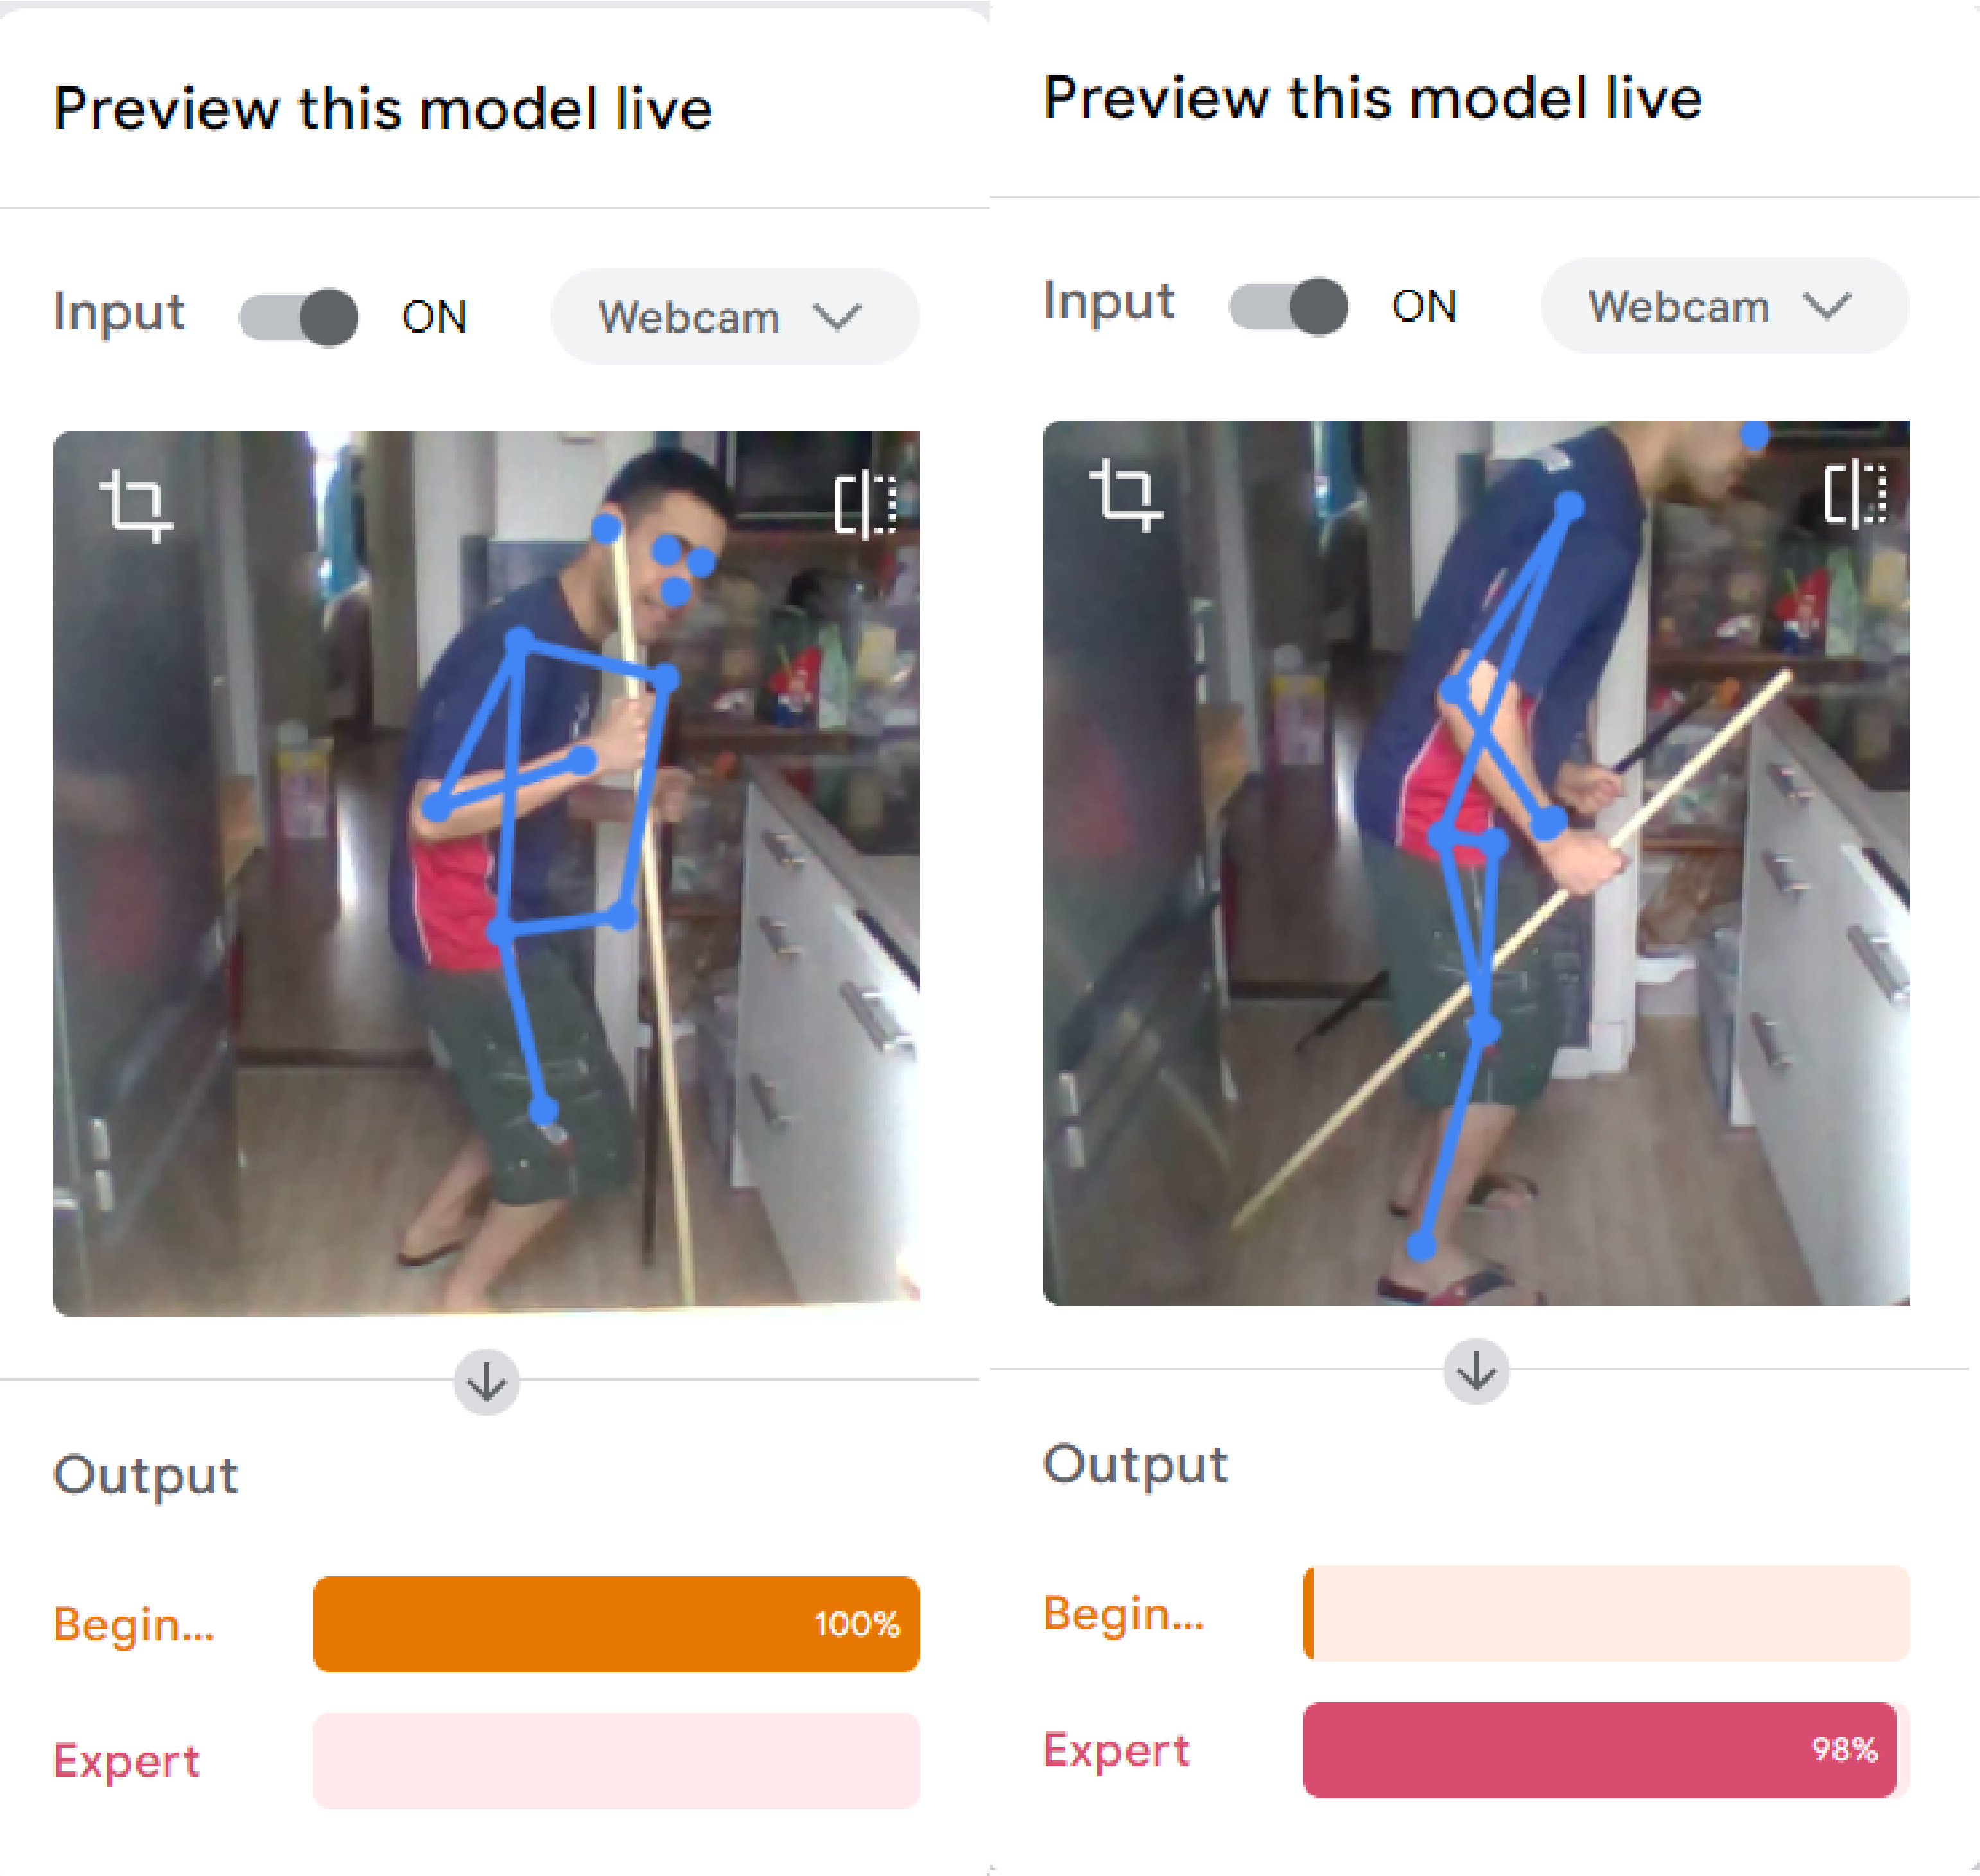 Preview this model live
Input ON Webcam
Output
Begin... 100%
Expert
Preview this model live
Input ON Webcam
Output
Begin...
Expert 98%